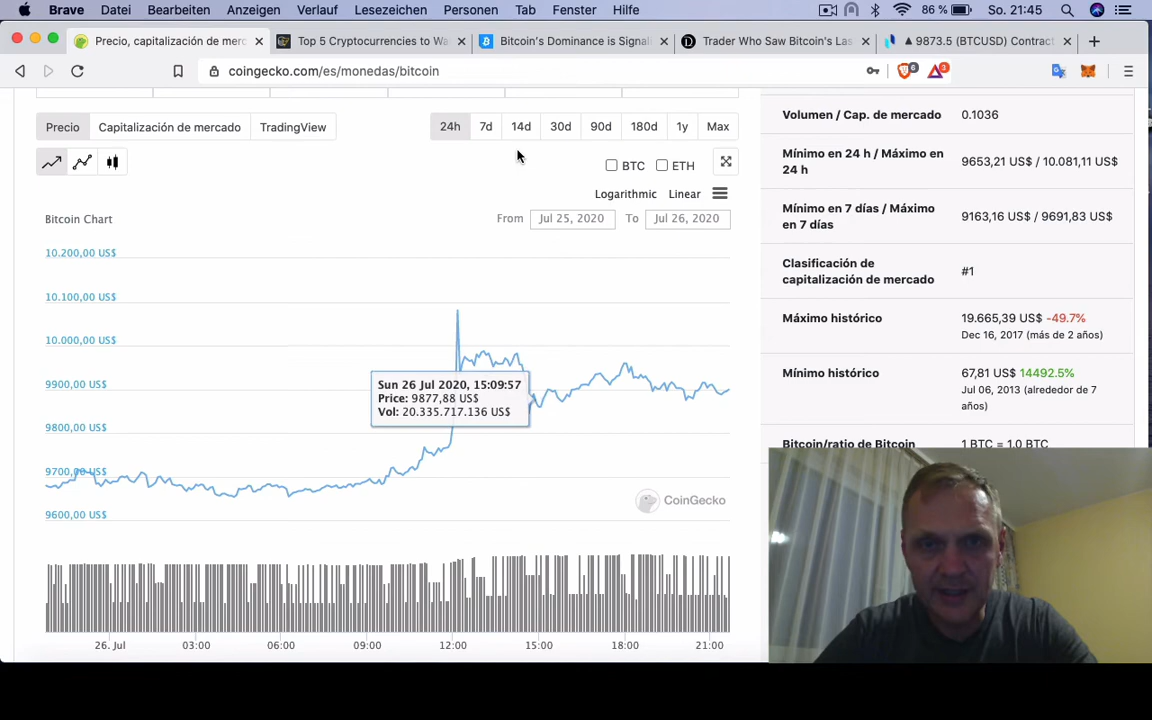 Brave Datei Bearbeiten Anzeigen Verlauf Lesezeichen Personen Tab Fenster Hilfe 86 % So. 21:45
Precio, capitalización de merc Top 5 Cryptocurrencies to Wa Bitcoin's Dominance is Signali Trader Who Saw Bitcoin's Las ▲ 9873.5 (BTCUSD) Contract
coingecko.com/es/monedas/bitcoin 6 3
Precio Capitalización de mercado TradingView 24h 7d 14d 30d 90d 180d 1y Max
BTC ETH
Logarithmic Linear
Bitcoin Chart From Jul 25, 2020 To Jul 26, 2020
10.200,00 US$
10.100,00 US$
10.000,00 US$
9900,00 US$
9800,00 US$
9700,00 US$
9600,00 US$
Sun 26 Jul 2020, 15:09:57
Price: 9877,88 US$
Vol: 20.335.717.136 US$
CoinGecko
26. Jul 03:00 06:00 09:00 12:00 15:00 18:00 21:00
Volumen / Cap. de mercado 0.1036
Mínimo en 24 h / Máximo en
24 h
9653,21 US$ / 10.081,11 US$
Mínimo en 7 días / Máximo
en 7 días
9163,16 US$ / 9691,83 US$
Clasificación de
capitalización de mercado
#1
Máximo histórico 19.665,39 US$ -49.7%
Dec 16, 2017 (más de 2 años)
Mínimo histórico 67,81 US$ 14492.5%
Jul 06, 2013 (alrededor de 7
años)
Bitcoin/ratio de Bitcoin 1 BTC = 1.0 BTC